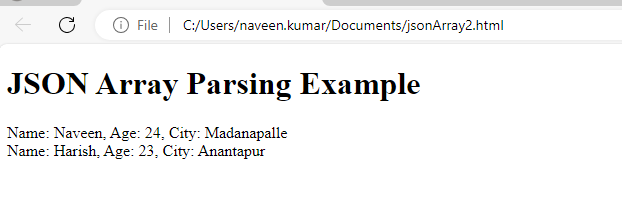 File C:/Users/naveen.kumar/Documents/jsonArray2.html
JSON Array Parsing Example
Name: Naveen, Age: 24, City: Madanapalle
Name: Harish, Age: 23, City: Anantapur